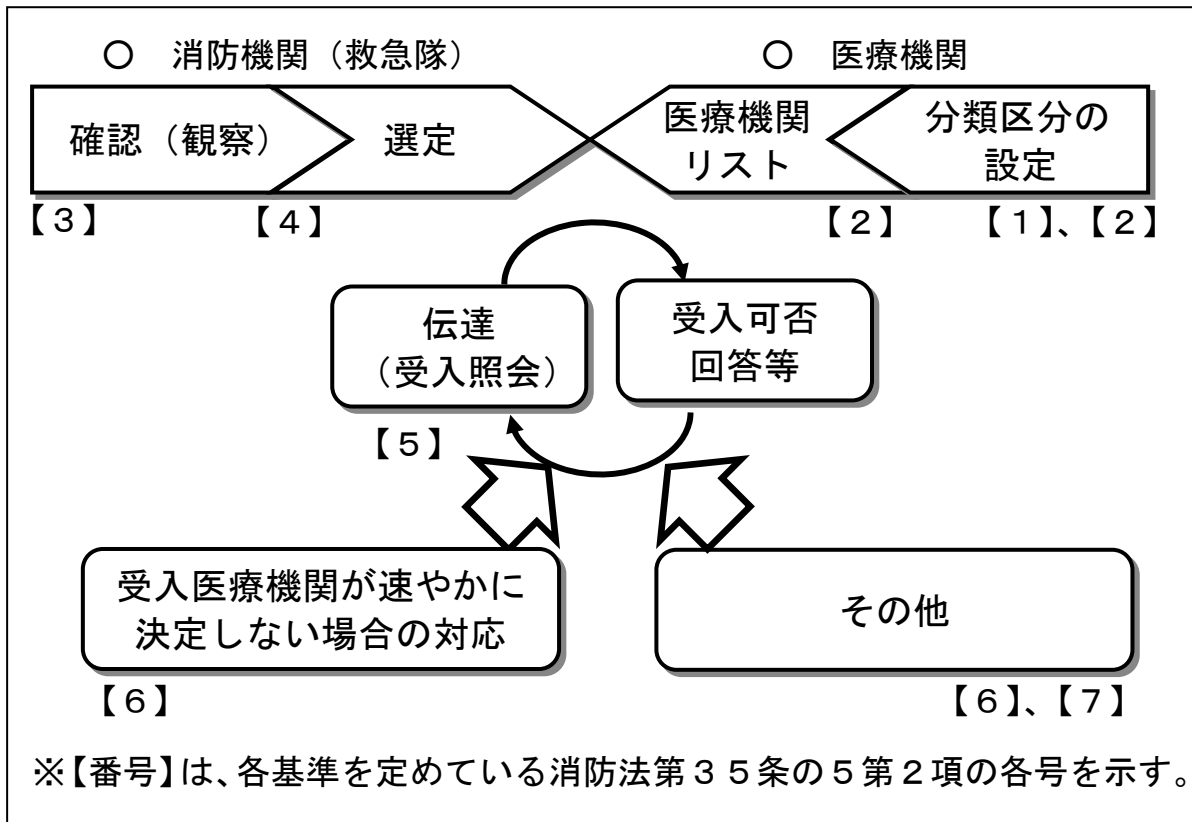 ○ 消防機関（救急隊）
○ 医療機関
確認（観察）
選定
医療機関
リスト
分類区分の
設定
【３】
【４】
【２】
【１】、【２】
伝達
（受入照会）
受入可否
回答等
【５】
受入医療機関が速やかに
決定しない場合の対応
その他
【６】
【６】、【７】
※【番号】は、各基準を定めている消防法第３５条の５第２項の各号を示す。